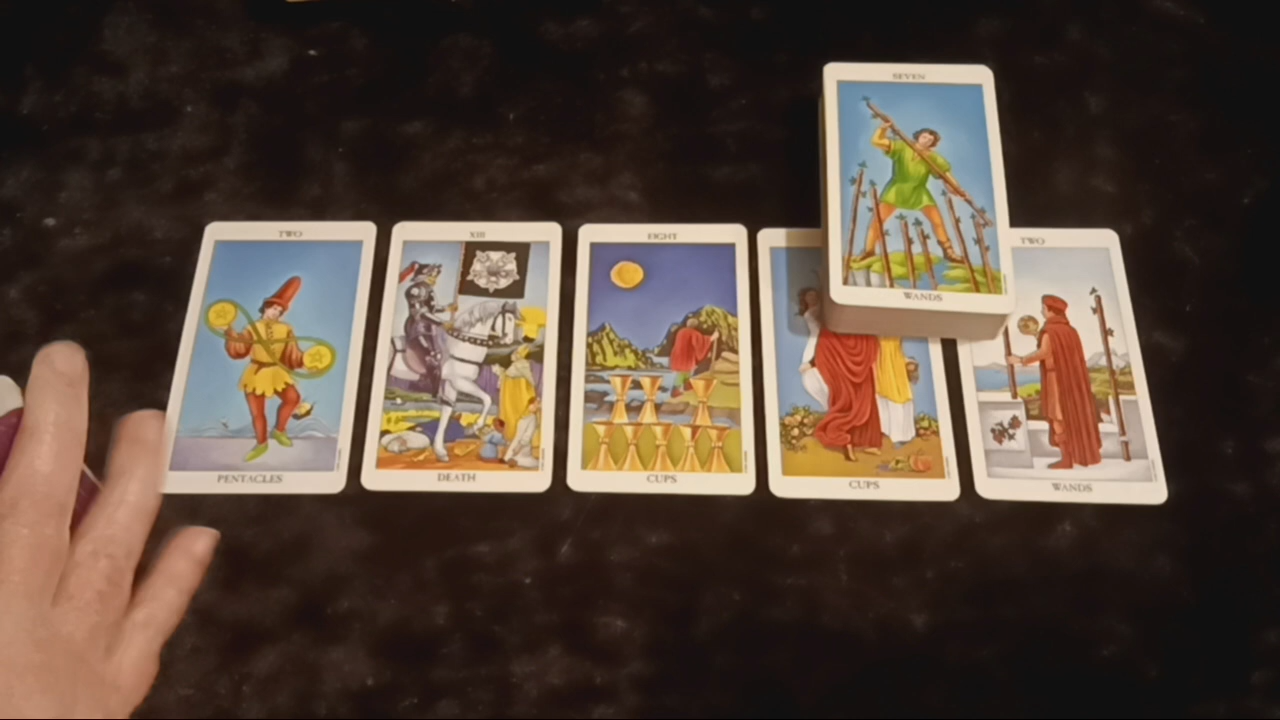 SEVEN
WANDS
TWO
PENTACLES
XIII
DEATH
EIGHT
CUPS
CUPS
TWO
WANDS